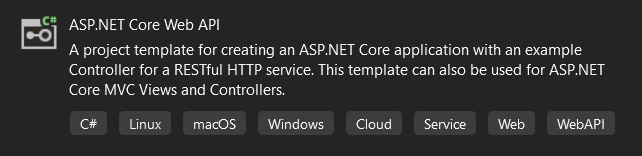 C#
ASP.NET Core Web API
A project template for creating an ASP.NET Core application with an example
Controller for a RESTful HTTP service. This template can also be used for ASP.NET
Core MVC Views and Controllers.
C# Linux macOS Windows Cloud Service Web WebAPI